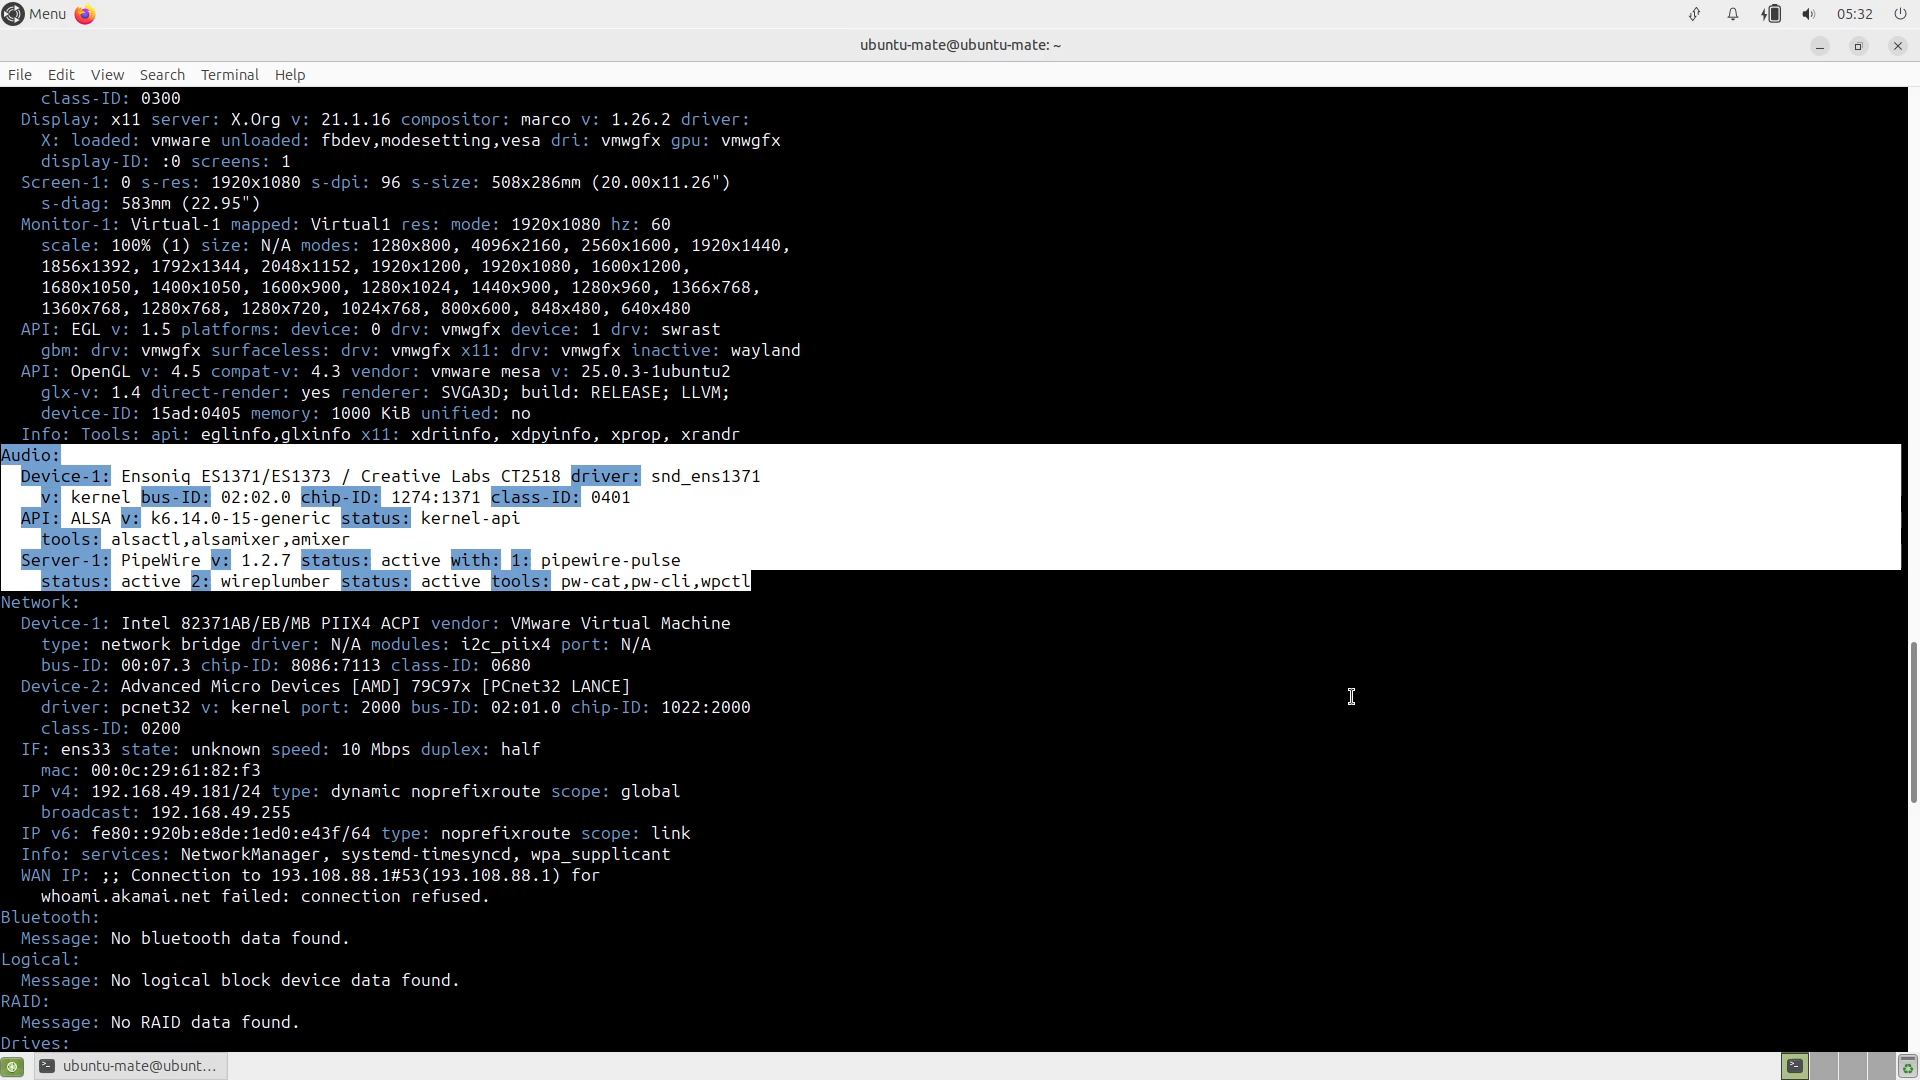 Menu
05:32
ubuntu-mate@ubuntu-mate: ~
File Edit View Search Terminal Help
class-ID: 0300
Display: x11 server: X.Org v: 21.1.16 compositor: marco v: 1.26.2 driver:
X: loaded: vmware unloaded: fbdev,modesetting,vesa dri: vmwgfx gpu: vmwgfx
display-ID: :0 screens: 1
Screen-1: 0 s-res: 1920x1080 s-dpi: 96 s-size: 508x286mm (20.00x11.26")
s-diag: 583mm (22.95")
Monitor-1: Virtual-1 mapped: Virtual1 res: mode: 1920x1080 hz: 60
scale: 100% (1) size: N/A modes: 1280x800, 4096x2160, 2560x1600, 1920x1440,
1856x1392, 1792x1344, 2048x1152, 1920x1200, 1920x1080, 1600x1200,
1680x1050, 1400x1050, 1600x900, 1280x1024, 1440x900, 1280x960, 1366x768,
1360x768, 1280x768, 1280x720, 1024x768, 800x600, 848x480, 640x480
API: EGL v: 1.5 platforms: device: 0 drv: vmwgfx device: 1 drv: swrast
gbm: drv: vmwgfx surfaceless: drv: vmwgfx x11: drv: vmwgfx inactive: wayland
API: OpenGL v: 4.5 compat-v: 4.3 vendor: vmware mesa v: 25.0.3-1ubuntu2
glx-v: 1.4 direct-render: yes renderer: SVGA3D; build: RELEASE; LLVM;
device-ID: 15ad:0405 memory: 1000 KiB unified: no
Info: Tools: api: eglinfo,glxinfo x11: xdriinfo, xdpyinfo, xprop, xrandr
Audio:
Device-1: Ensoniq ES1371/ES1373 / Creative Labs CT2518 driver: snd_ens1371
v: kernel bus-ID: 02:02.0 chip-ID: 1274:1371 class-ID: 0401
API: ALSA v: k6.14.0-15-generic status: kernel-api
tools: alsactl,alsamixer,amixer
Server-1: PipeWire v: 1.2.7 status: active with: 1: pipewire-pulse
status: active 2: wireplumber status: active tools: pw-cat,pw-cli,wpctl
Network:
Device-1: Intel 82371AB/EB/MB PIIX4 ACPI vendor: VMware Virtual Machine
type: network bridge driver: N/A modules: i2c_piix4 port: N/A
bus-ID: 00:07.3 chip-ID: 8086:7113 class-ID: 0680
Device-2: Advanced Micro Devices [AMD] 79C97x [PCnet32 LANCE]
driver: pcnet32 v: kernel port: 2000 bus-ID: 02:01.0 chip-ID: 1022:2000
class-ID: 0200
IF: ens33 state: unknown speed: 10 Mbps duplex: half
mac: 00:0c:29:61:82:f3
IP v4: 192.168.49.181/24 type: dynamic noprefixroute scope: global
broadcast: 192.168.49.255
IP v6: fe80::920b:e8de:1ed0:e43f/64 type: noprefixroute scope: link
Info: services: NetworkManager, systemd-timesyncd, wpa_supplicant
WAN IP: ;; Connection to 193.108.88.1#53(193.108.88.1) for
whoami.akamai.net failed: connection refused.
Bluetooth:
Message: No bluetooth data found.
Logical:
Message: No logical block device data found.
RAID:
Message: No RAID data found.
Drives:
ubuntu-mate@ubunt...